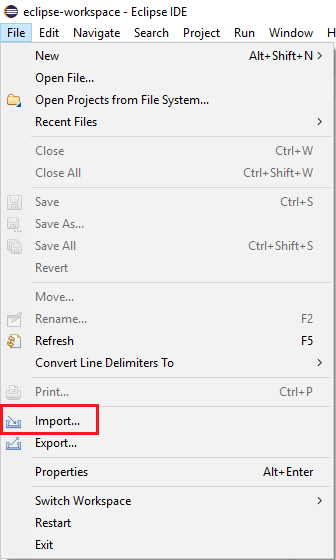 eclipse-workspace - Eclipse IDE
File Edit Navigate Search Project Run Window H
New Alt+Shift+N >
Open File...
Open Projects from File System...
Recent Files >
Close Ctrl+W
Close All Ctrl+Shift+W
Save Ctrl+S
Save As...
Save All Ctrl+Shift+S
Revert
Move...
Rename... F2
Refresh F5
Convert Line Delimiters To >
Print... Ctrl+P
Import...
Export...
Properties Alt+Enter
Switch Workspace >
Restart
Exit